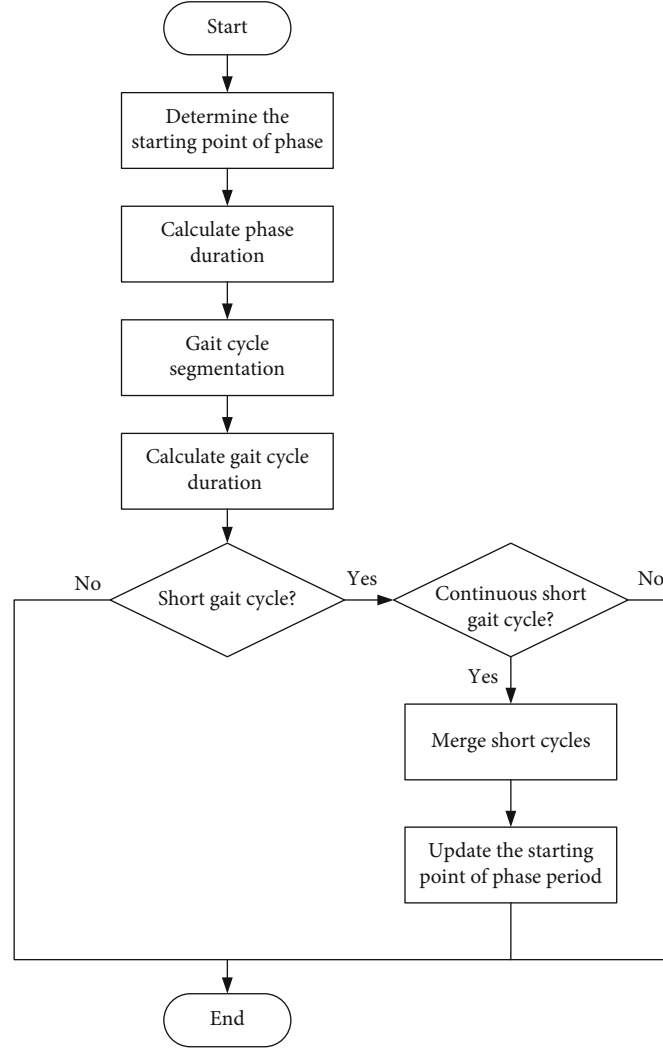 Start
Determine the
starting point of phase
Calculate phase
duration
Gait cycle
segmentation
Calculate gait cycle
duration
No
Short gait cycle?
Yes
Continuous short
gait cycle?
No
Yes
Merge short cycles
Update the starting
point of phase period
End